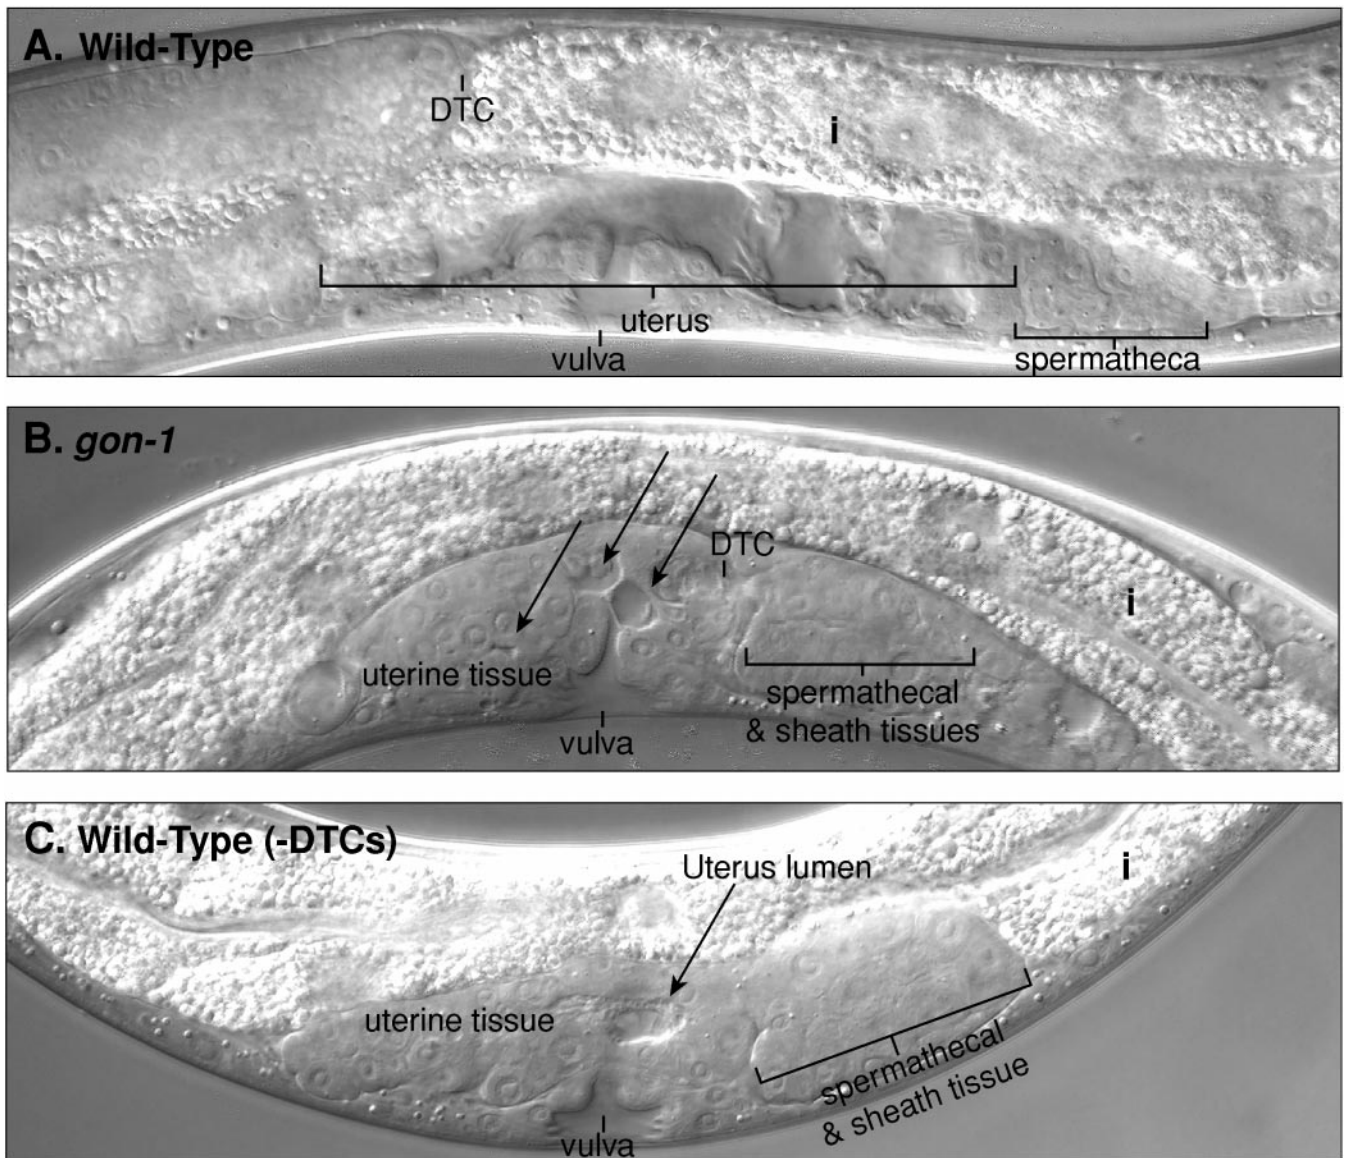 A. Wild-Type
DTC
i
uterus
vulva
spermatheca
B. gon-1
DTC
i
uterine tissue
spermathecal
& sheath tissues
vulva
C. Wild-Type (-DTCs)
Uterus lumen
i
uterine tissue
spermathecal
& sheath tissue
vulva